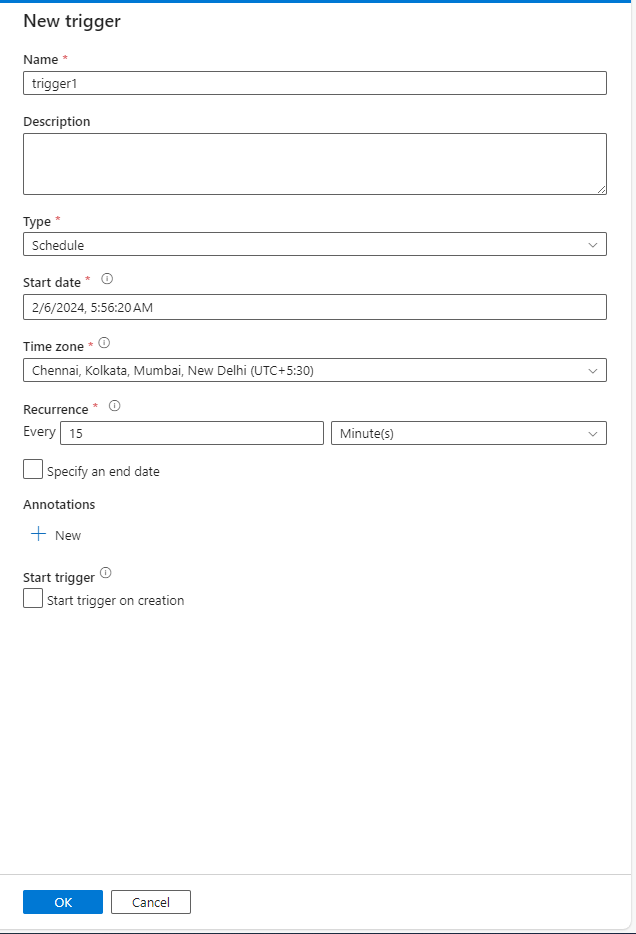 New trigger
Name *
trigger1
Description
Type *
Schedule
Start date *
2/6/2024, 5:56:20 AM
Time zone *
Chennai, Kolkata, Mumbai, New Delhi (UTC+5:30)
Recurrence *
Every 15 Minute(s)
Specify an end date
Annotations
New
Start trigger
Start trigger on creation
OK Cancel